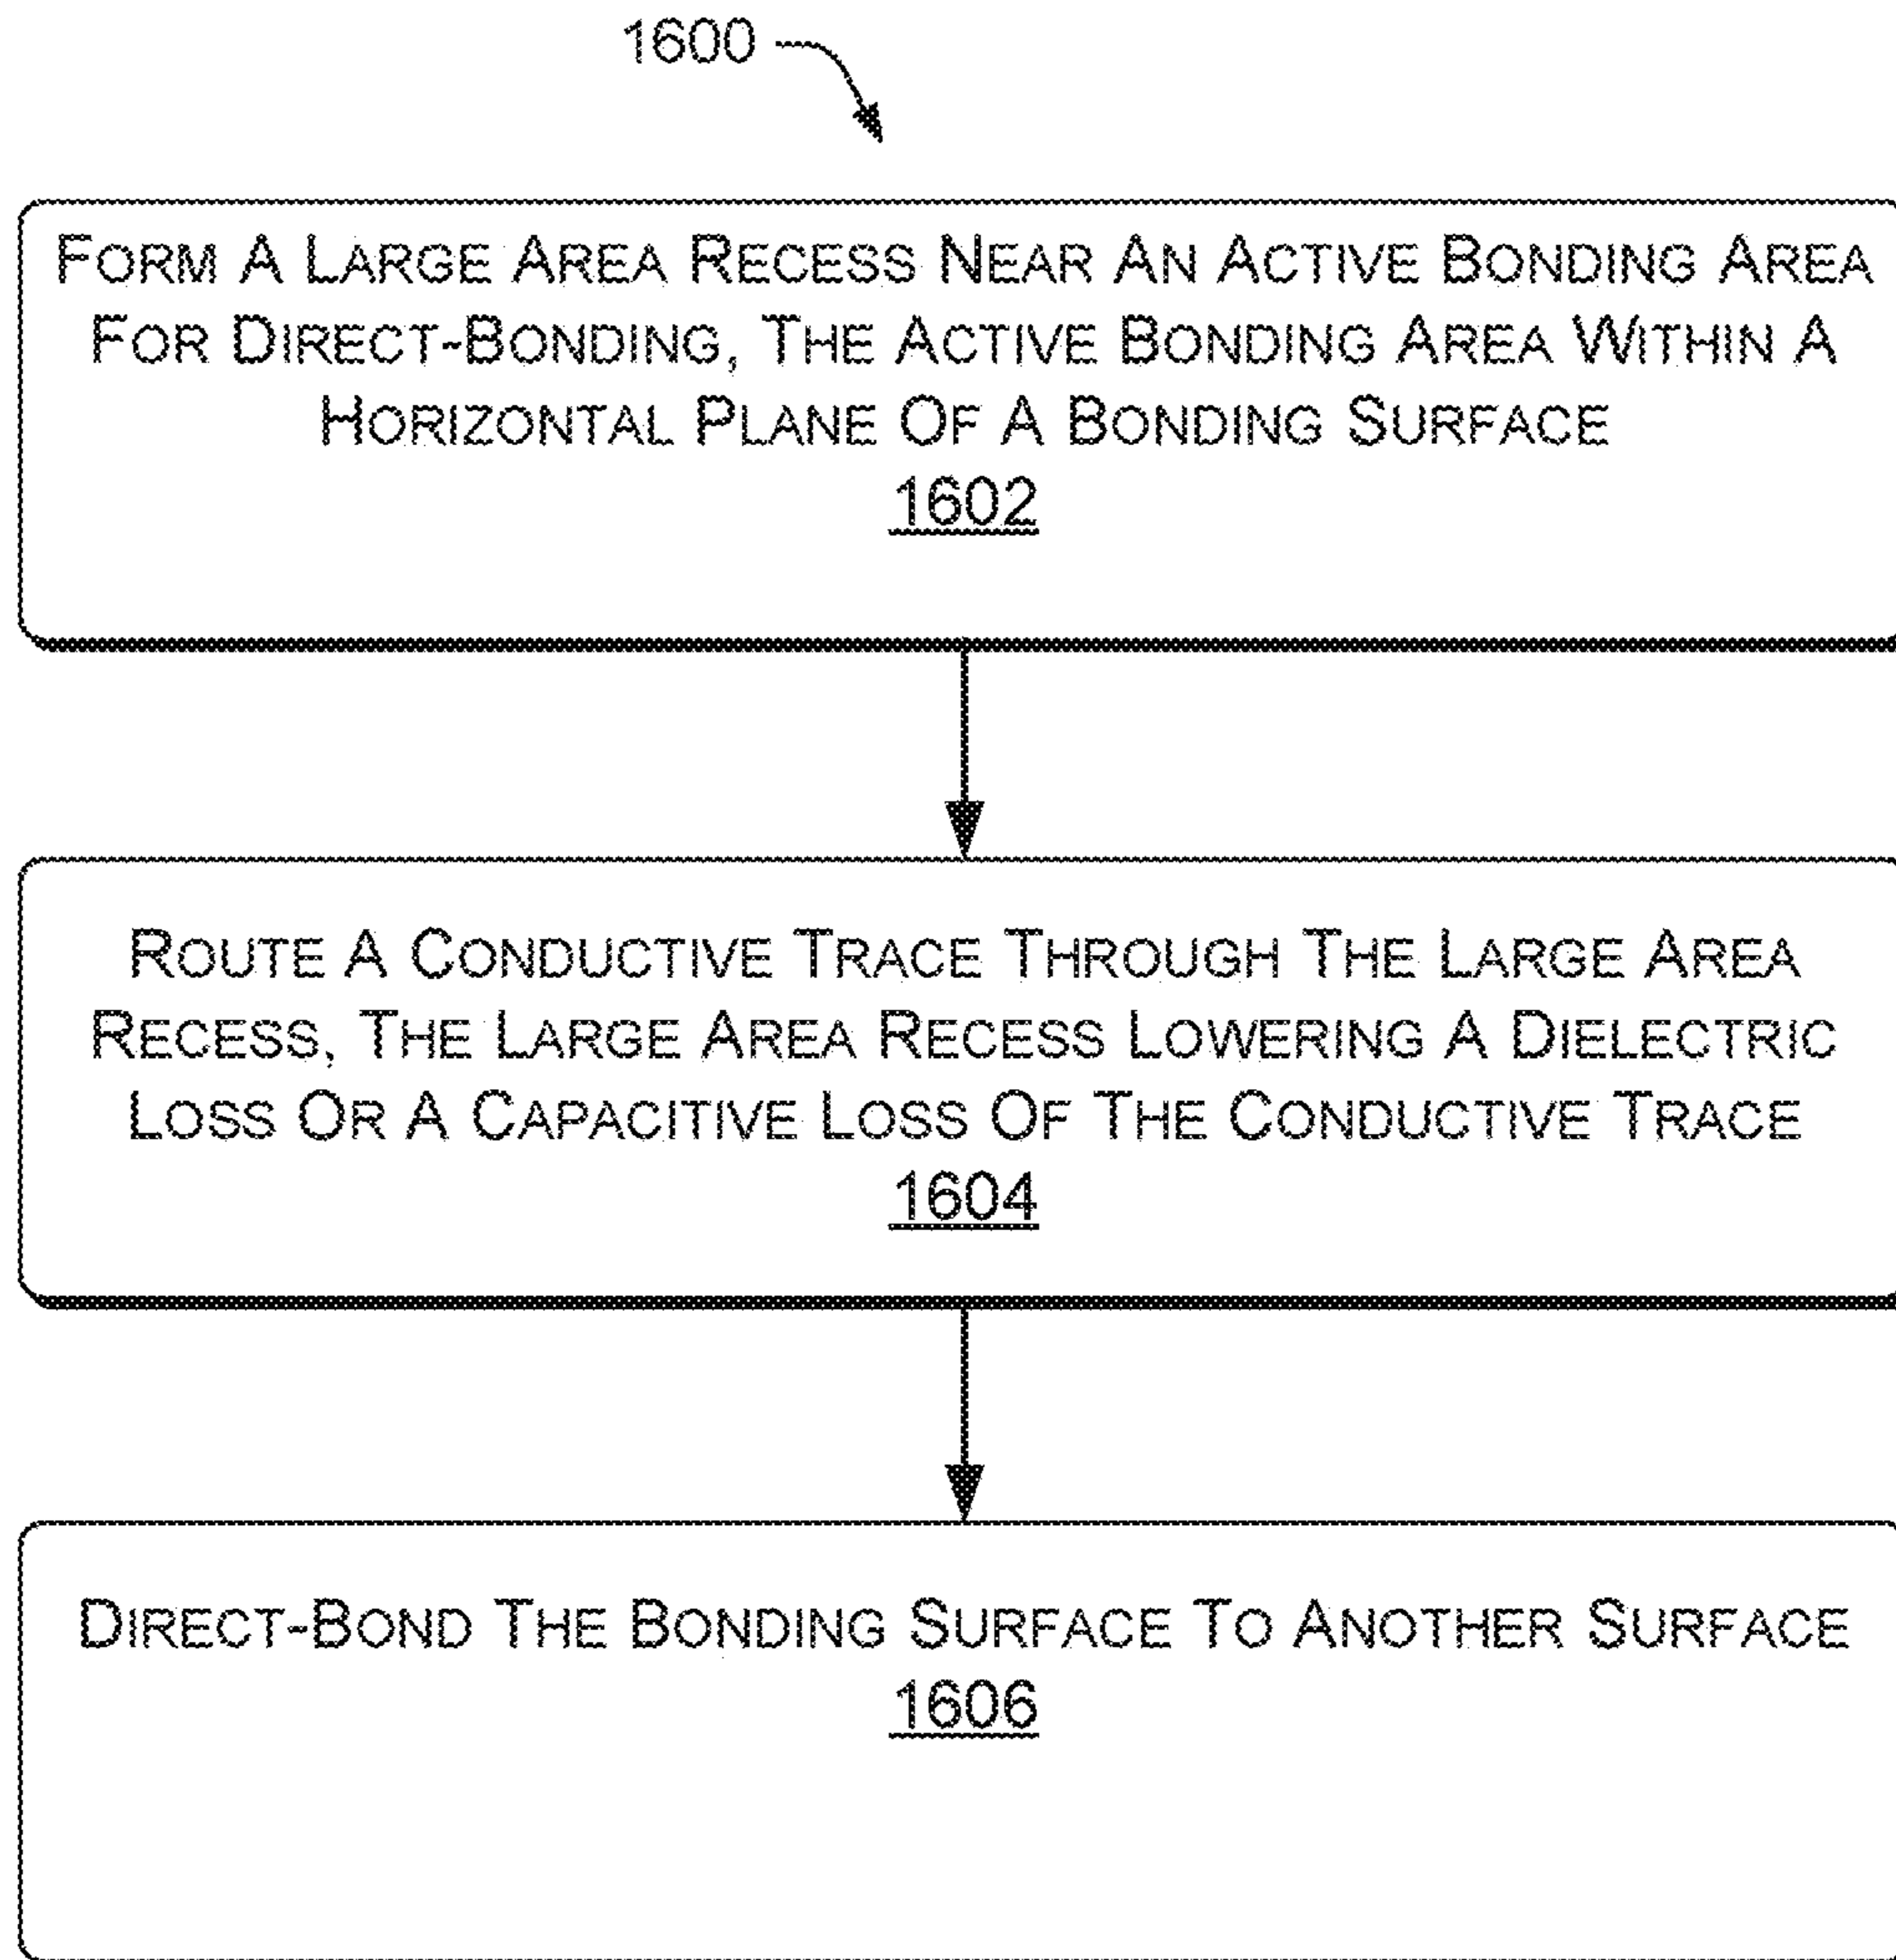 1600
FORM A LARGE AREA RECESS NEAR AN ACTIVE BONDING AREA
FOR DIRECT-BONDING, THE ACTIVE BONDING AREA WITHIN A
HORIZONTAL PLANE OF A BONDING SURFACE
1602
ROUTE A CONDUCTIVE TRACE THROUGH THE LARGE AREA
RECESS, THE LARGE AREA RECESS LOWERING A DIELECTRIC
LOSS OR A CAPACITIVE LOSS OF THE CONDUCTIVE TRACE
1604
DIRECT-BOND THE BONDING SURFACE TO ANOTHER SURFACE
1606